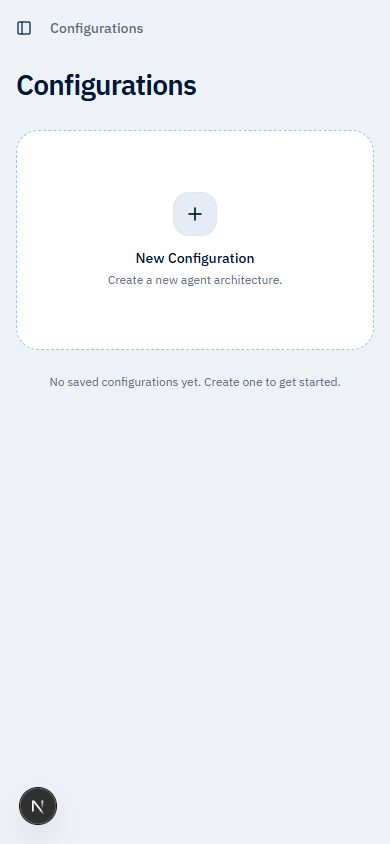 Configurations
Configurations
New Configuration
Create a new agent architecture.
No saved configurations yet. Create one to get started.
N